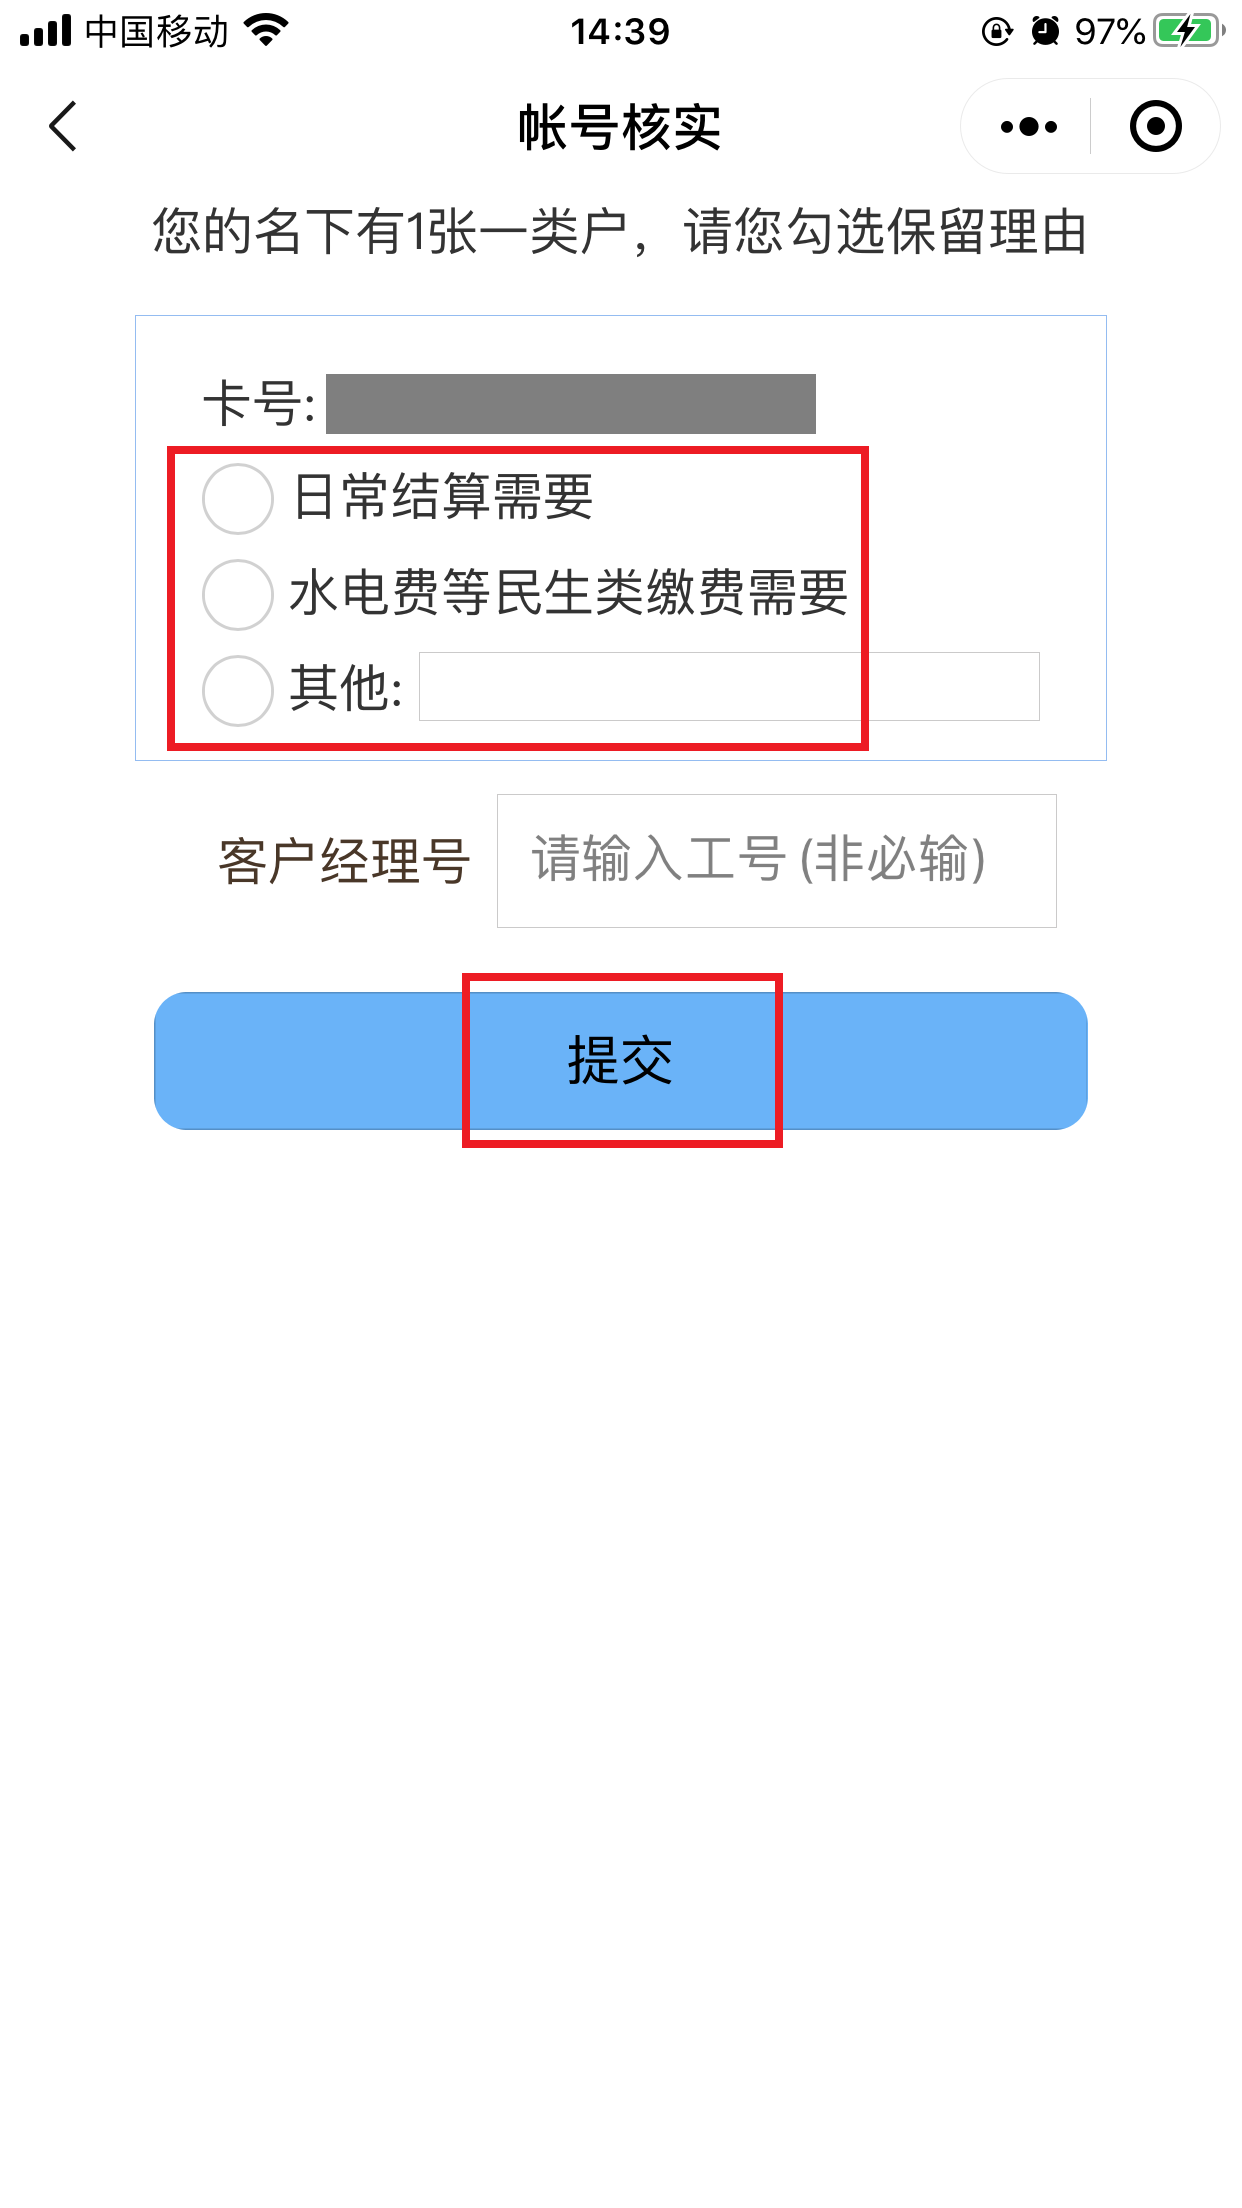 中国移动 14:39 97%
帐号核实
您的名下有1张一类户，请您勾选保留理由
卡号:
日常结算需要
水电费等民生类缴费需要
其他:
客户经理号 请输入工号 (非必输)
提交